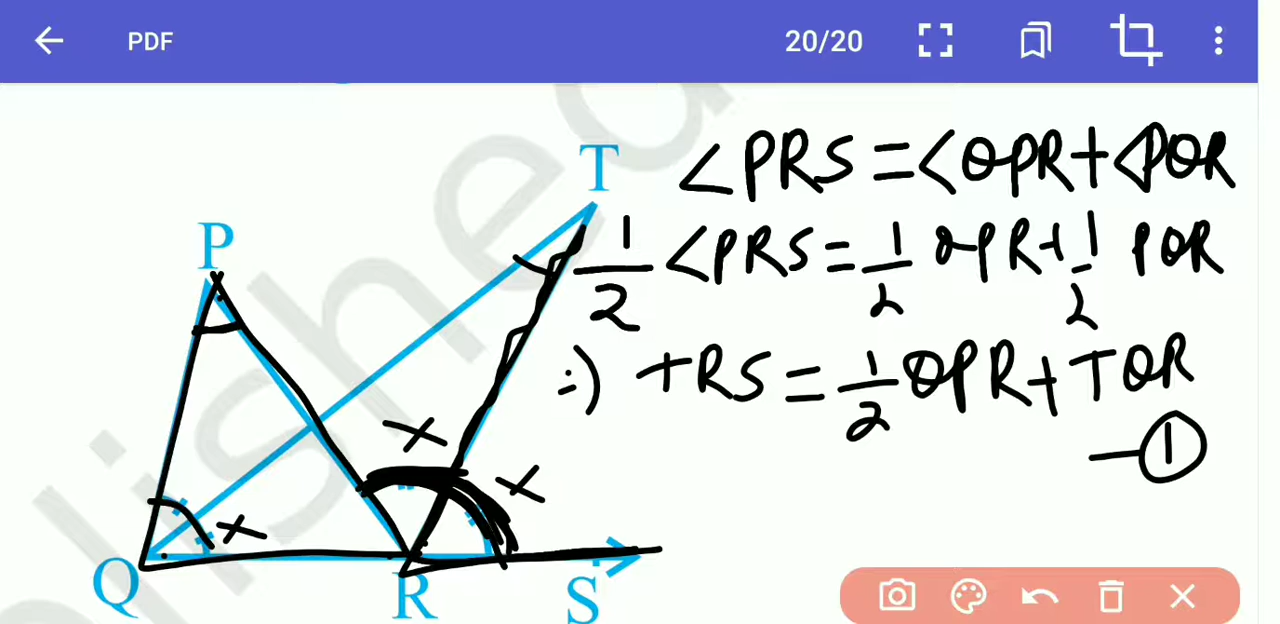 PDF
20/20
∠PRS = ∠QPR + ∠PQR
1/2 ∠PRS = 1/2 QPR + 1/2 PQR
⇒ TRS = 1/2 QPR + TQR
— ①
T
P
Q
R
S
x
x
x
lished